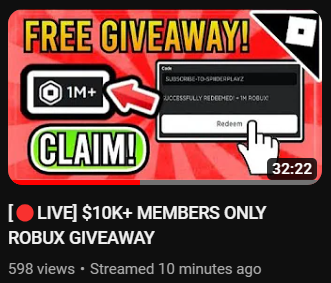 FREE GIVEAWAY!
1M+
Code
SUBSCRIBE-TO-SPIIDERPLAYZ
SUCCESSFULLY REDEEMED! + 1M ROBUX!
Redeem
CLAIM!
32:22
[🔴LIVE] $10K+ MEMBERS ONLY
ROBUX GIVEAWAY
598 views • Streamed 10 minutes ago